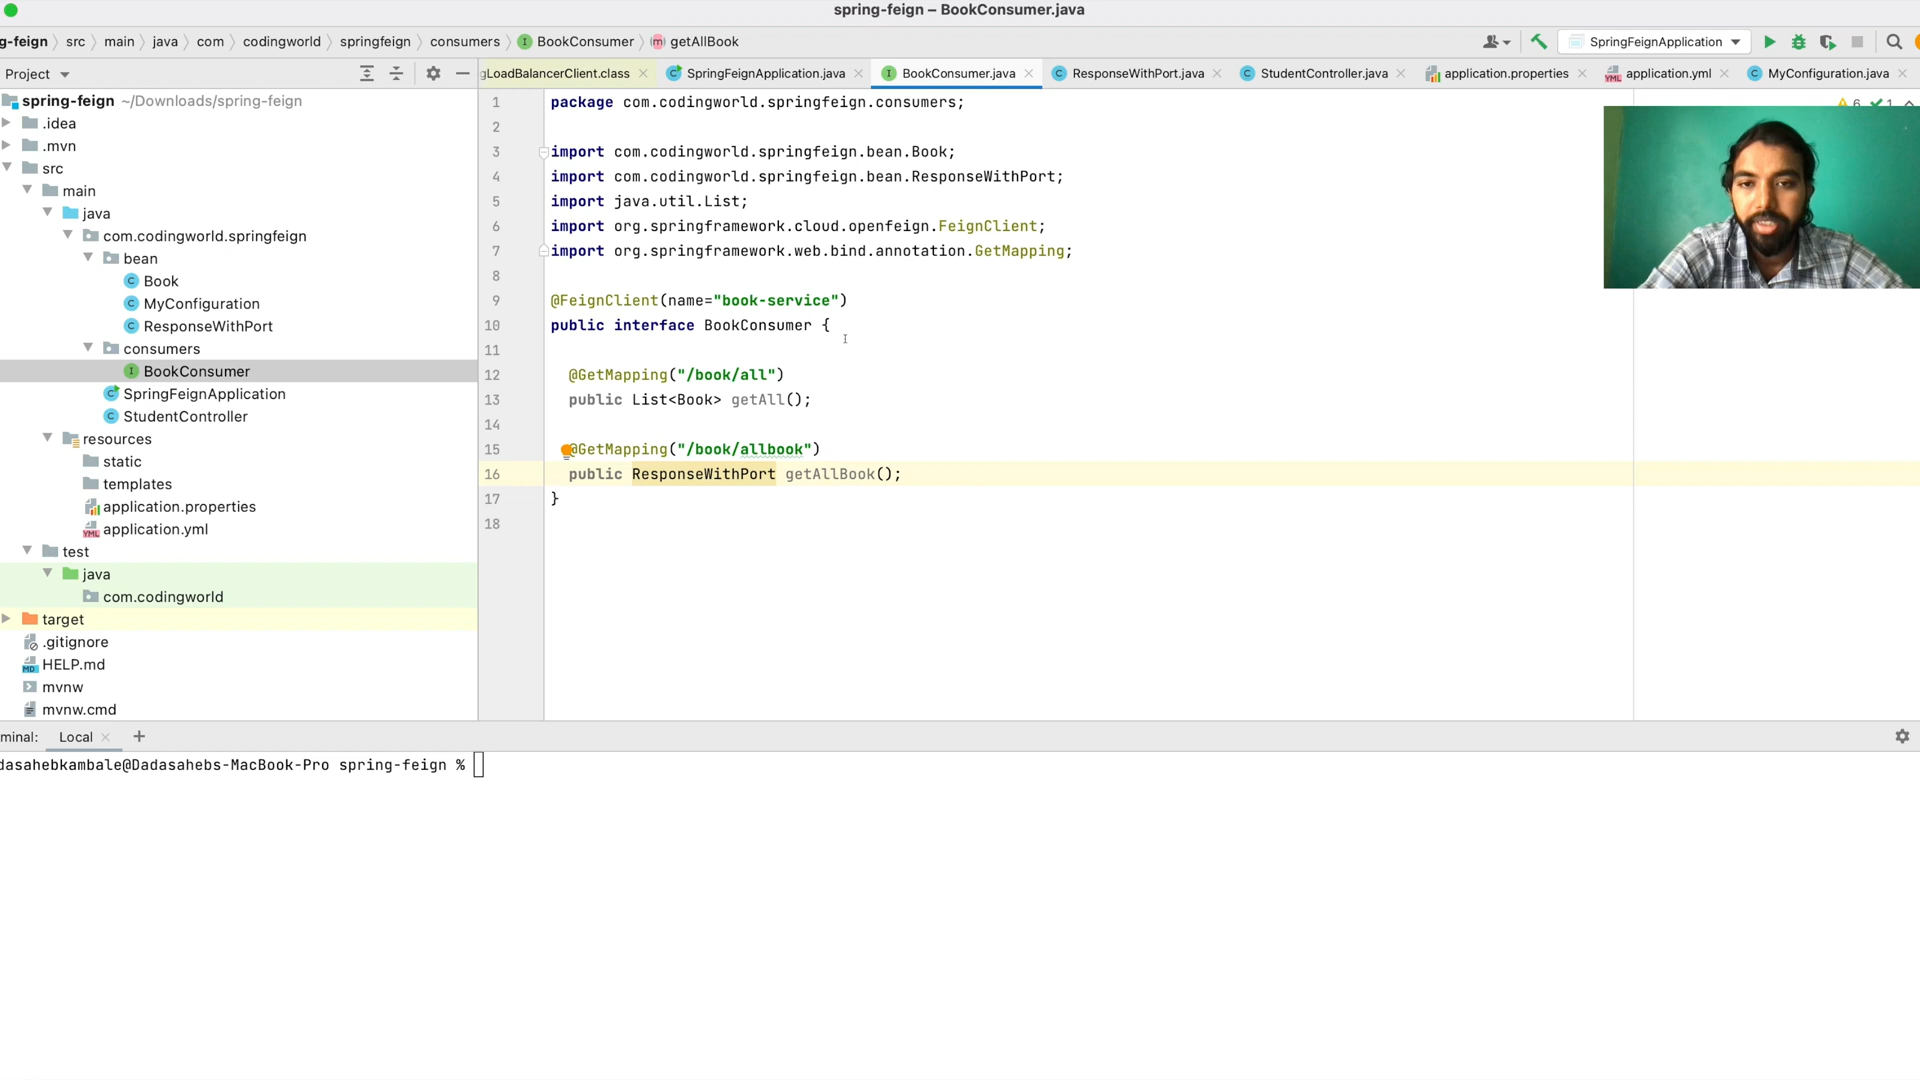 spring-feign – BookConsumer.java
g-feign src main java com codingworld springfeign consumers BookConsumer getAllBook
SpringFeignApplication
Project
gLoadBalancerClient.class SpringFeignApplication.java BookConsumer.java ResponseWithPort.java StudentController.java application.properties application.yml MyConfiguration.java
spring-feign ~/Downloads/spring-feign
.idea
.mvn
src
main
java
com.codingworld.springfeign
bean
Book
MyConfiguration
ResponseWithPort
consumers
BookConsumer
SpringFeignApplication
StudentController
resources
static
templates
application.properties
application.yml
test
java
com.codingworld
target
.gitignore
HELP.md
mvnw
mvnw.cmd
6 1
1 package com.codingworld.springfeign.consumers;
2
3 import com.codingworld.springfeign.bean.Book;
4 import com.codingworld.springfeign.bean.ResponseWithPort;
5 import java.util.List;
6 import org.springframework.cloud.openfeign.FeignClient;
7 import org.springframework.web.bind.annotation.GetMapping;
8
9 @FeignClient(name="book-service")
10 public interface BookConsumer {
11
12 @GetMapping("/book/all")
13 public List<Book> getAll();
14
15 @GetMapping("/book/allbook")
16 public ResponseWithPort getAllBook();
17 }
18
minal: Local +
dasahebkambale@Dadasahebs-MacBook-Pro spring-feign %